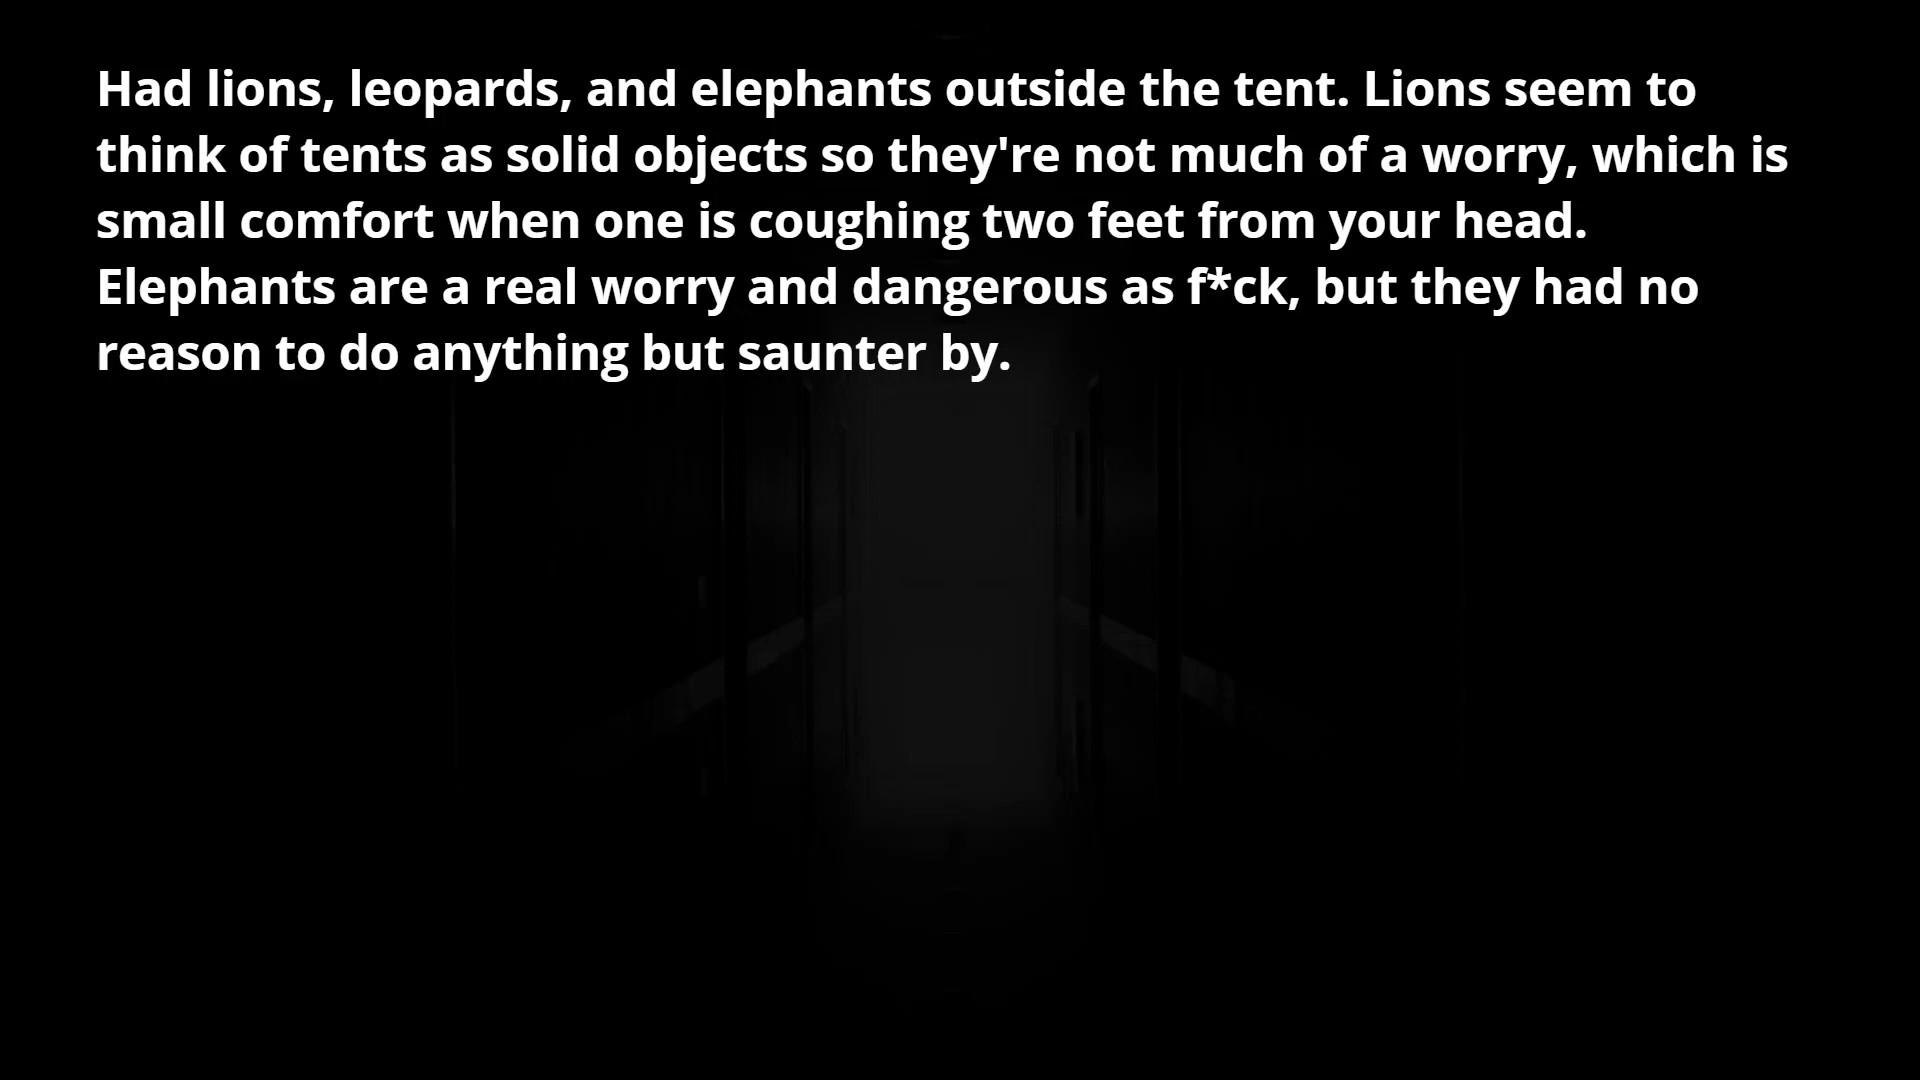 Had lions, leopards, and elephants outside the tent. Lions seem to
think of tents as solid objects so they're not much of a worry, which is
small comfort when one is coughing two feet from your head.
Elephants are a real worry and dangerous as f*ck, but they had no
reason to do anything but saunter by.